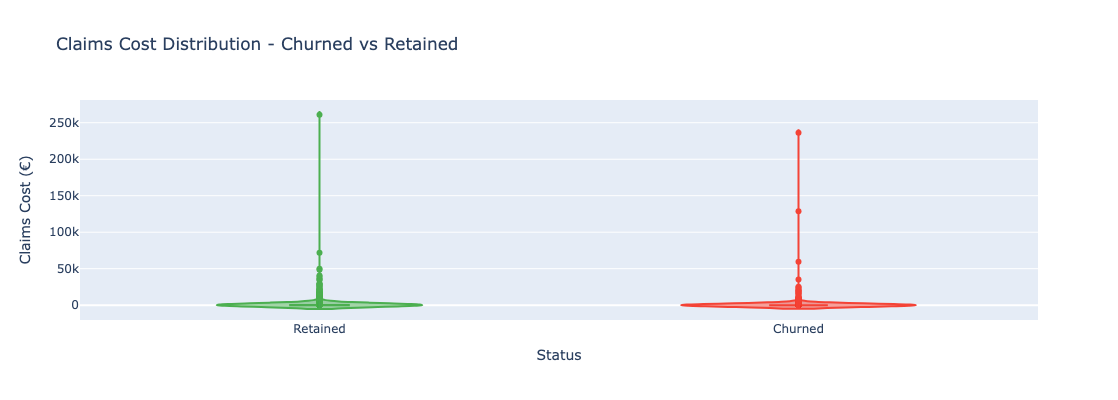 Claims Cost Distribution - Churned vs Retained
250k
200k
150k
100k
50k
0
Claims Cost (€)
Retained
Churned
Status